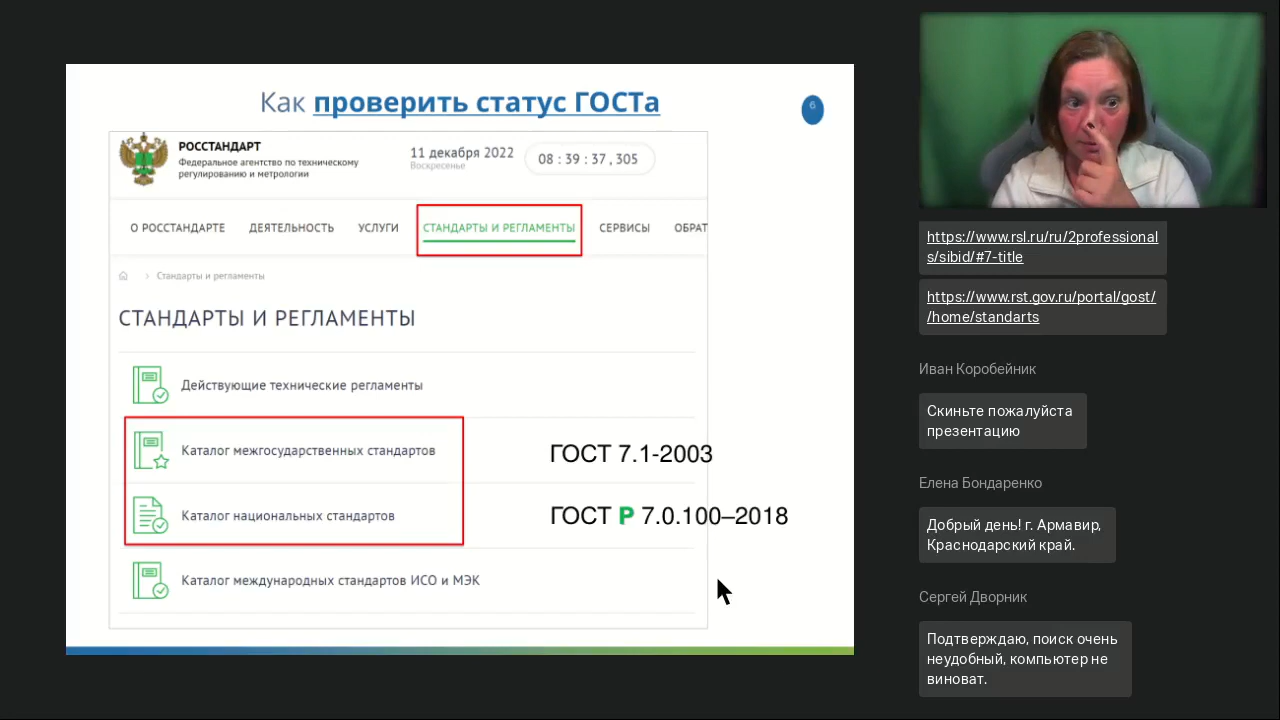 Как проверить статус ГОСТа
6
РОССТАНДАРТ
Федеральное агентство по техническому
регулированию и метрологии
11 декабря 2022
Воскресенье
08 : 39 : 37 , 305
О РОССТАНДАРТЕ ДЕЯТЕЛЬНОСТЬ УСЛУГИ СТАНДАРТЫ И РЕГЛАМЕНТЫ СЕРВИСЫ ОБРАТ
Стандарты и регламенты
СТАНДАРТЫ И РЕГЛАМЕНТЫ
Действующие технические регламенты
Каталог межгосударственных стандартов
ГОСТ 7.1-2003
Каталог национальных стандартов
ГОСТ Р 7.0.100–2018
Каталог международных стандартов ИСО и МЭК
https://www.rsl.ru/ru/2professional
s/sibid/#7-title
https://www.rst.gov.ru/portal/gost/
/home/standarts
Иван Коробейник
Скиньте пожалуйста
презентацию
Елена Бондаренко
Добрый день! г. Армавир,
Краснодарский край.
Сергей Дворник
Подтверждаю, поиск очень
неудобный, компьютер не
виноват.